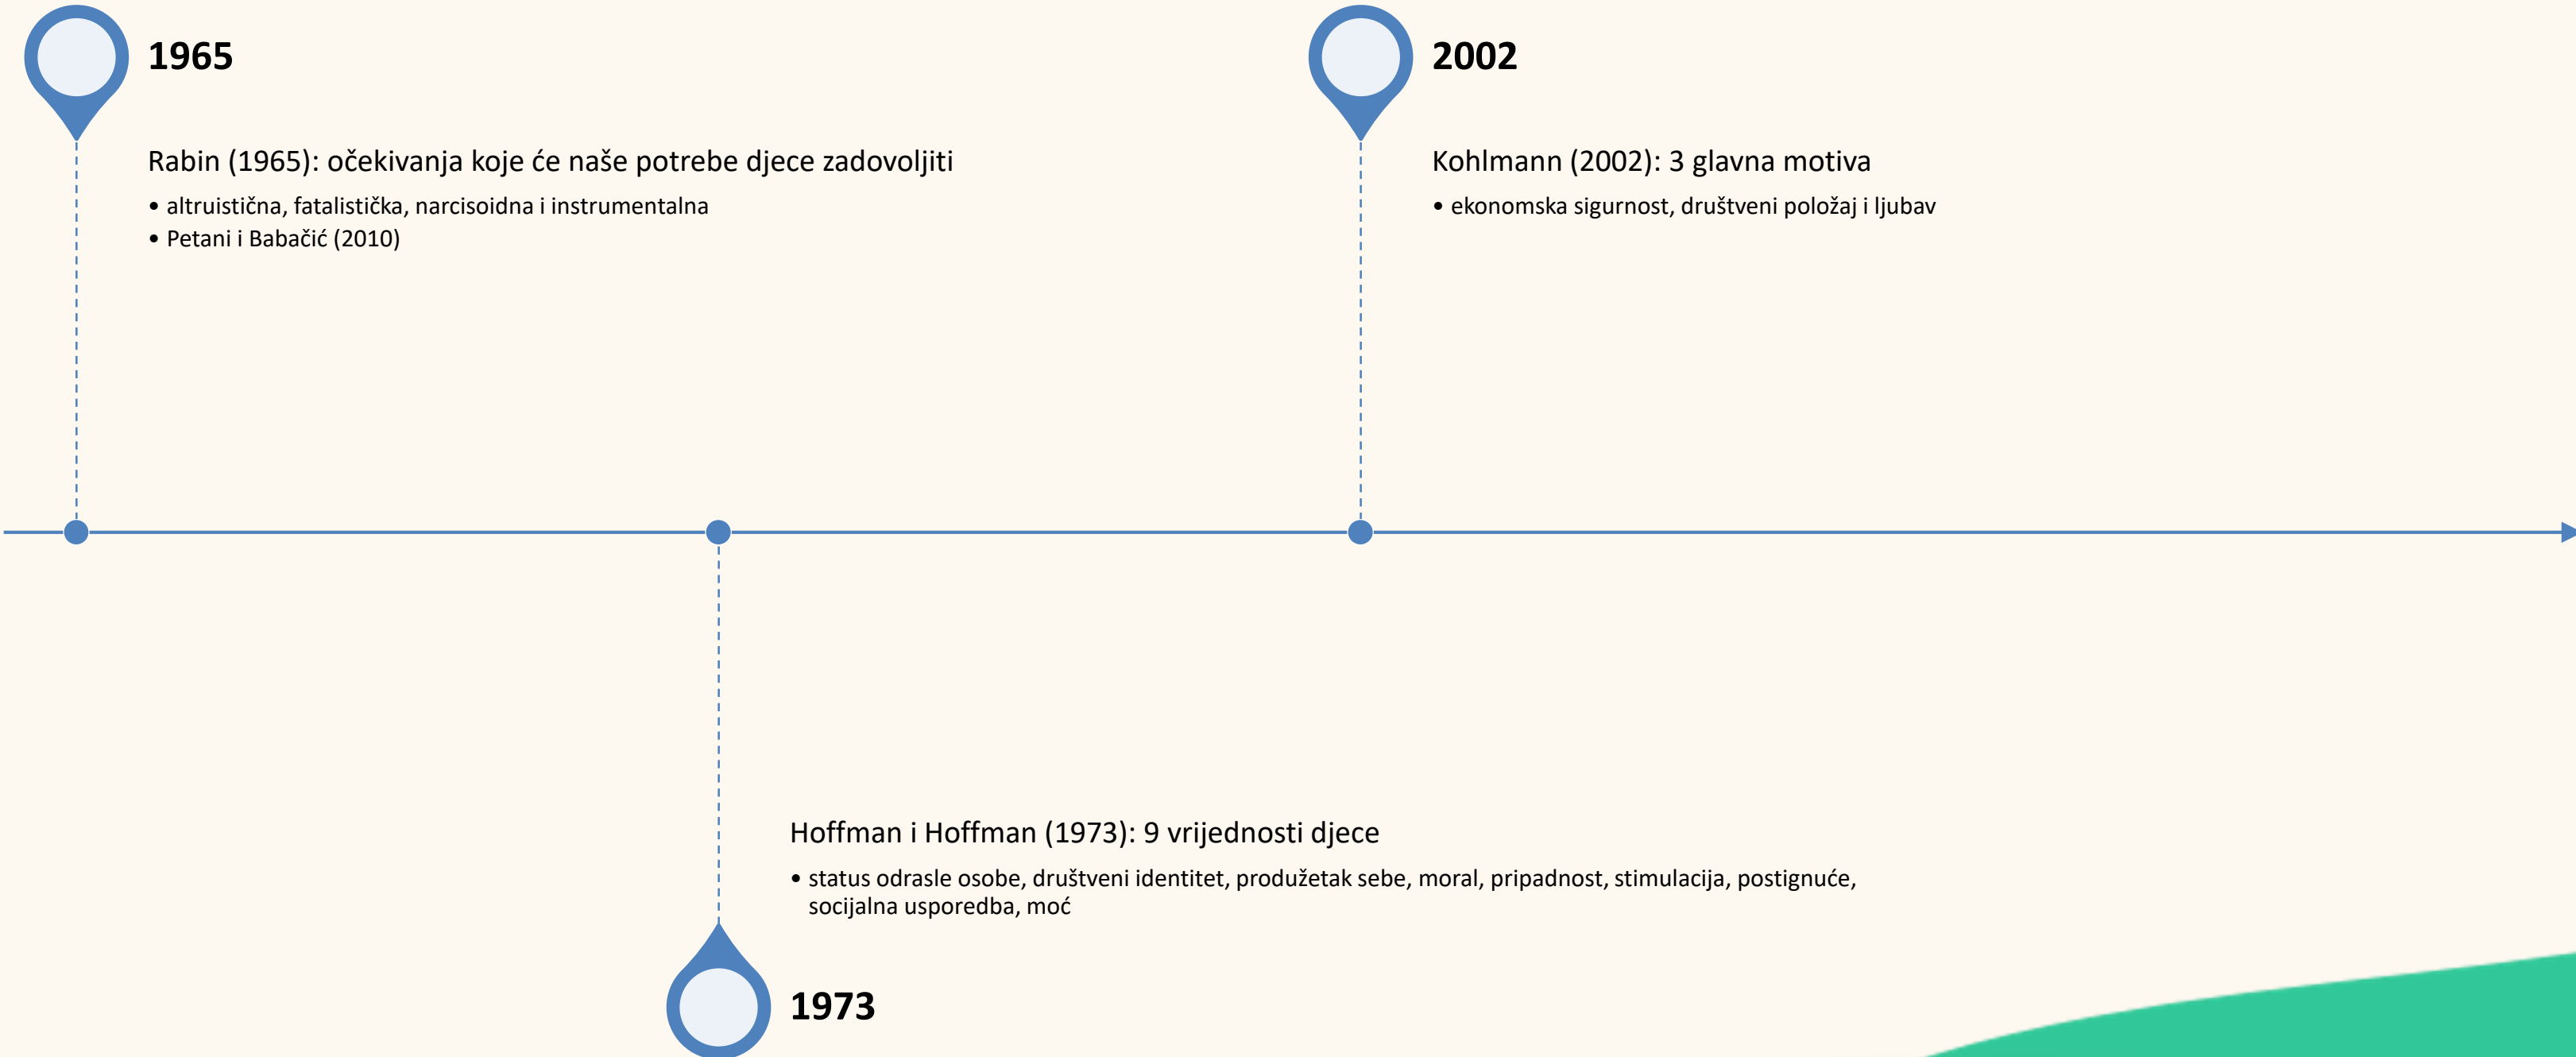 1965
Rabin (1965): očekivanja koje će naše potrebe djece zadovoljiti
• altruistična, fatalistička, narcisoidna i instrumentalna
• Petani i Babačić (2010)
2002
Kohlmann (2002): 3 glavna motiva
• ekonomska sigurnost, društveni položaj i ljubav
Hoffman i Hoffman (1973): 9 vrijednosti djece
• status odrasle osobe, društveni identitet, produžetak sebe, moral, pripadnost, stimulacija, postignuće,
socijalna usporedba, moć
1973